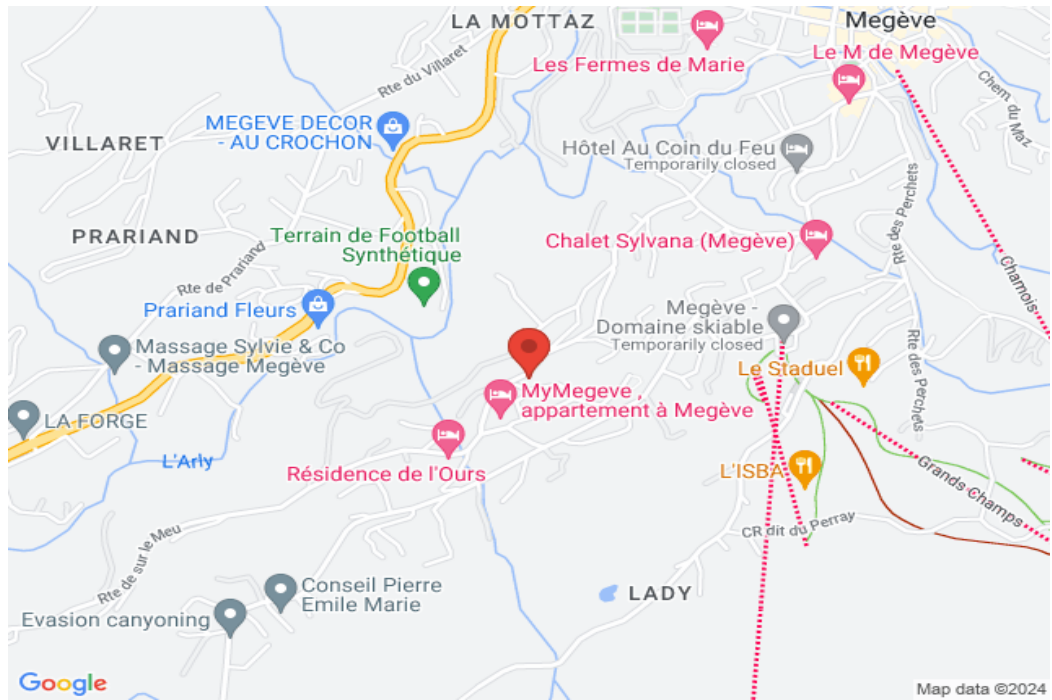 LA MOTTAZ
Megève
Le M de Megève
Les Fermes de Marie
Rte du Villaret
Chem. du Maz
MEGEVE DECOR
- AU CROCHON
VILLARET
Hôtel Au Coin du Feu
Temporarily closed
Rte des Perchets
PRARIAND
Terrain de Football
Synthétique
Chalet Sylvana (Megève)
Chamois
Rte de Prariand
Prariand Fleurs
Megève -
Domaine skiable
Temporarily closed
Massage Sylvie & Co
- Massage Megève
Rte des Perchets
Le Staduel
MyMegeve ,
appartement à Megève
LA FORGE
L'Arly
Résidence de l'Ours
L'ISBA
Grands Champs
CR dit du Perray
Rte de sur le Meu
Conseil Pierre
Emile Marie
LADY
Evasion canyoning
Google
Map data ©2024